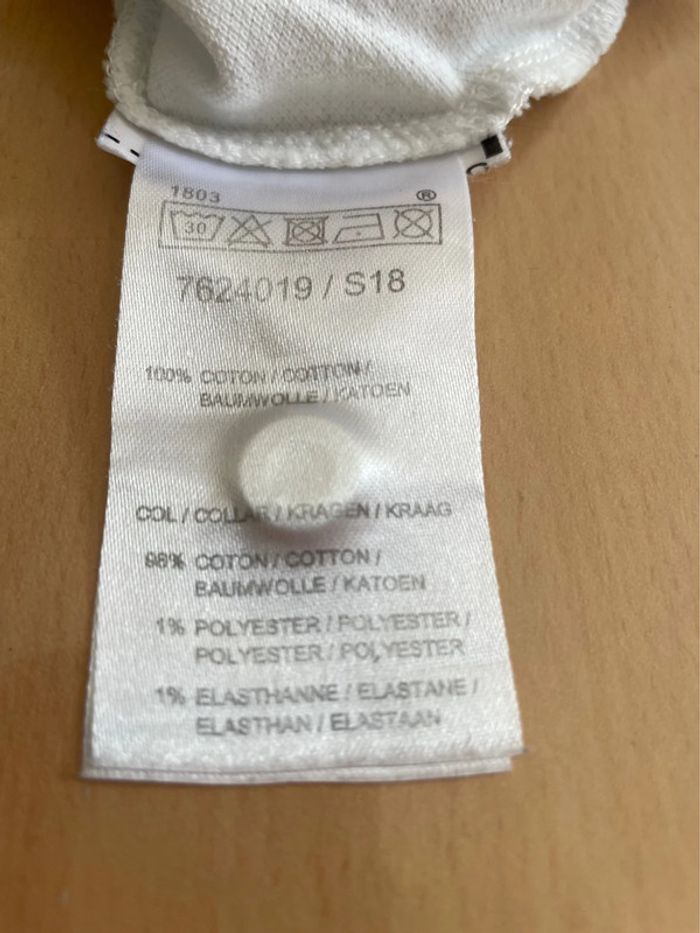 1803 ®
30
7624019 / S18
100% COTON / COTTON /
BAUMWOLLE / KATOEN
COL / COLLAR / KRAGEN / KRAAG
98% COTON / COTTON /
BAUMWOLLE / KATOEN
1% POLYESTER / POLYESTER /
POLYESTER / POLYESTER
1% ELASTHANNE / ELASTANE /
ELASTHAN / ELASTAAN